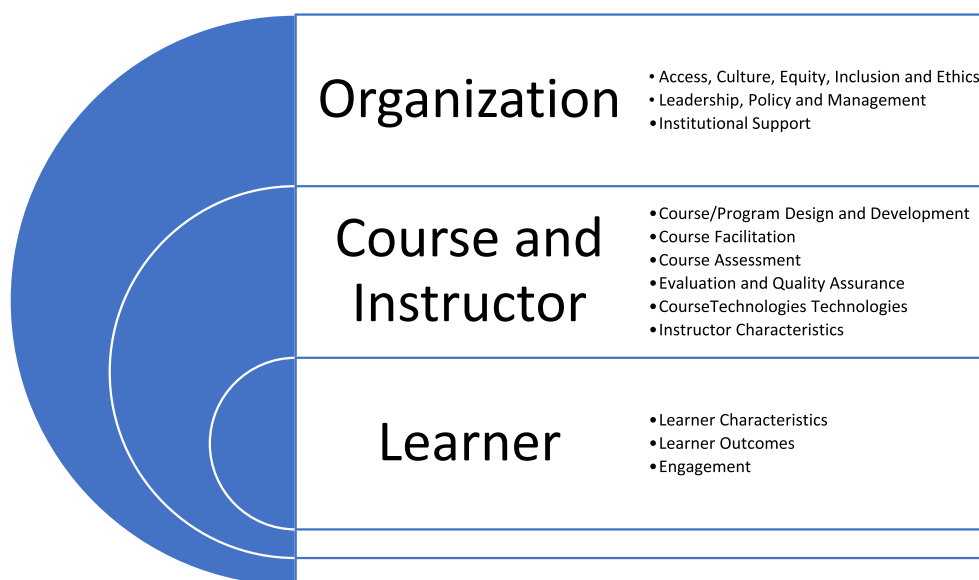 Organization
• Access, Culture, Equity, Inclusion and Ethics
• Leadership, Policy and Management
•Institutional Support
Course and
Instructor
•Course/Program Design and Development
•Course Facilitation
•Course Assessment
•Evaluation and Quality Assurance
•CourseTechnologies Technologies
•Instructor Characteristics
Learner
•Learner Characteristics
•Learner Outcomes
•Engagement